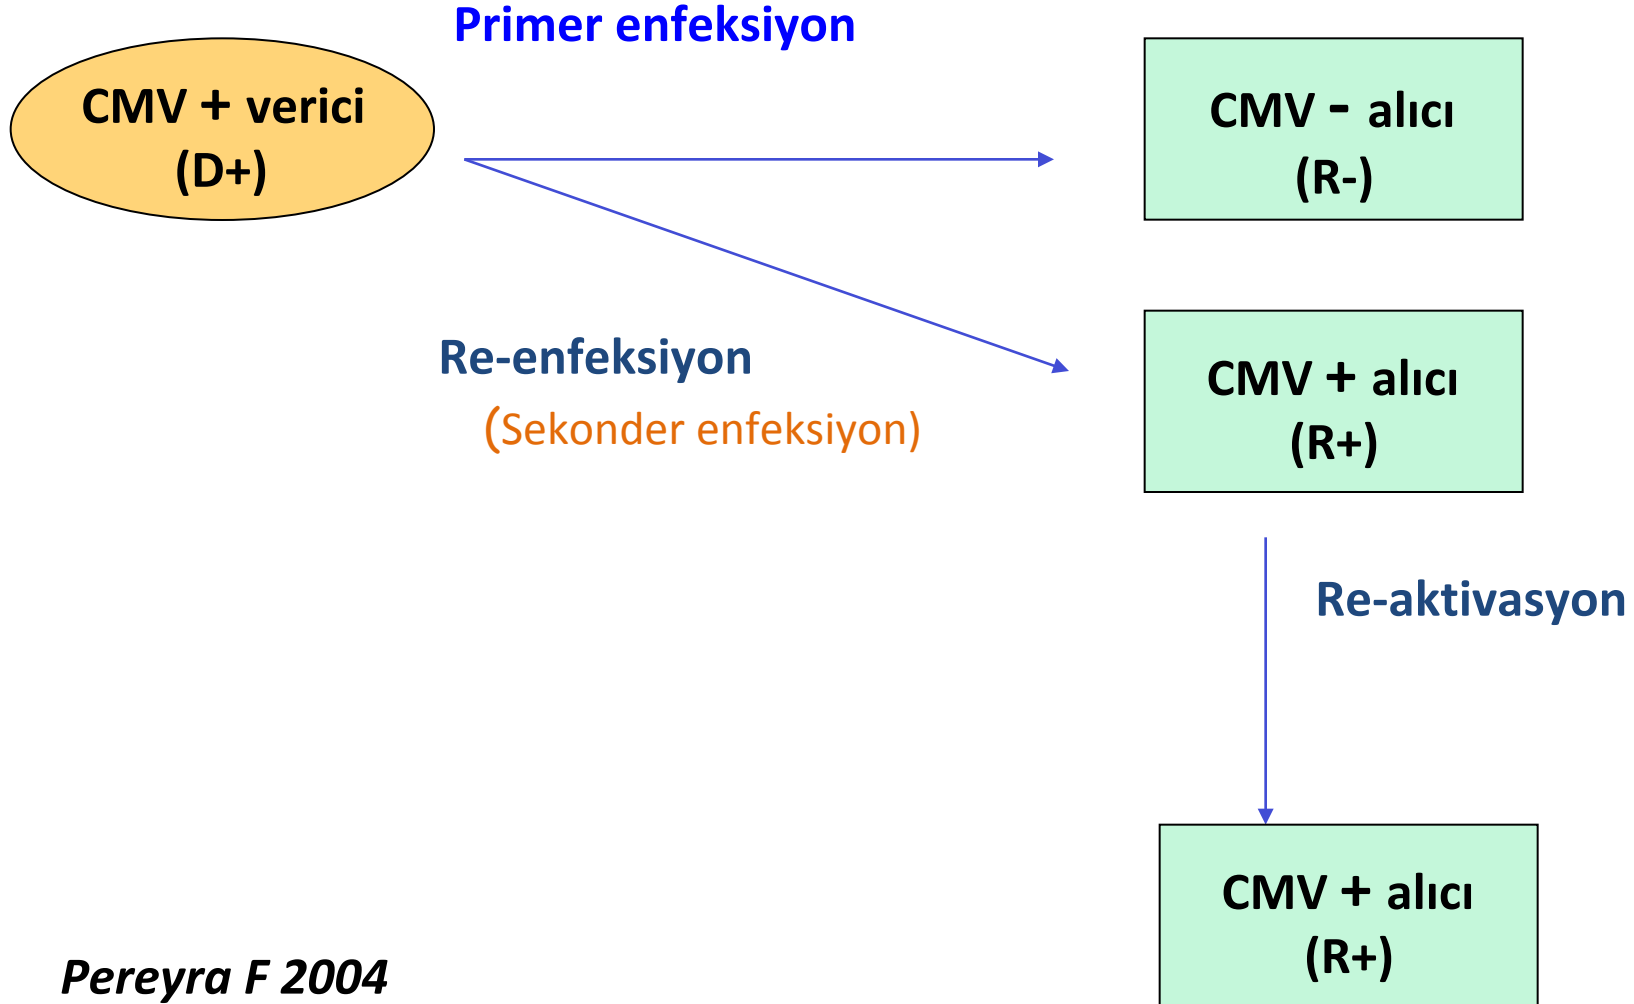 Primer enfeksiyon
CMV + verici
(D+)
CMV - alıcı
(R-)
Re-enfeksiyon
(Sekonder enfeksiyon)
CMV + alıcı
(R+)
Re-aktivasyon
CMV + alıcı
(R+)
Pereyra F 2004